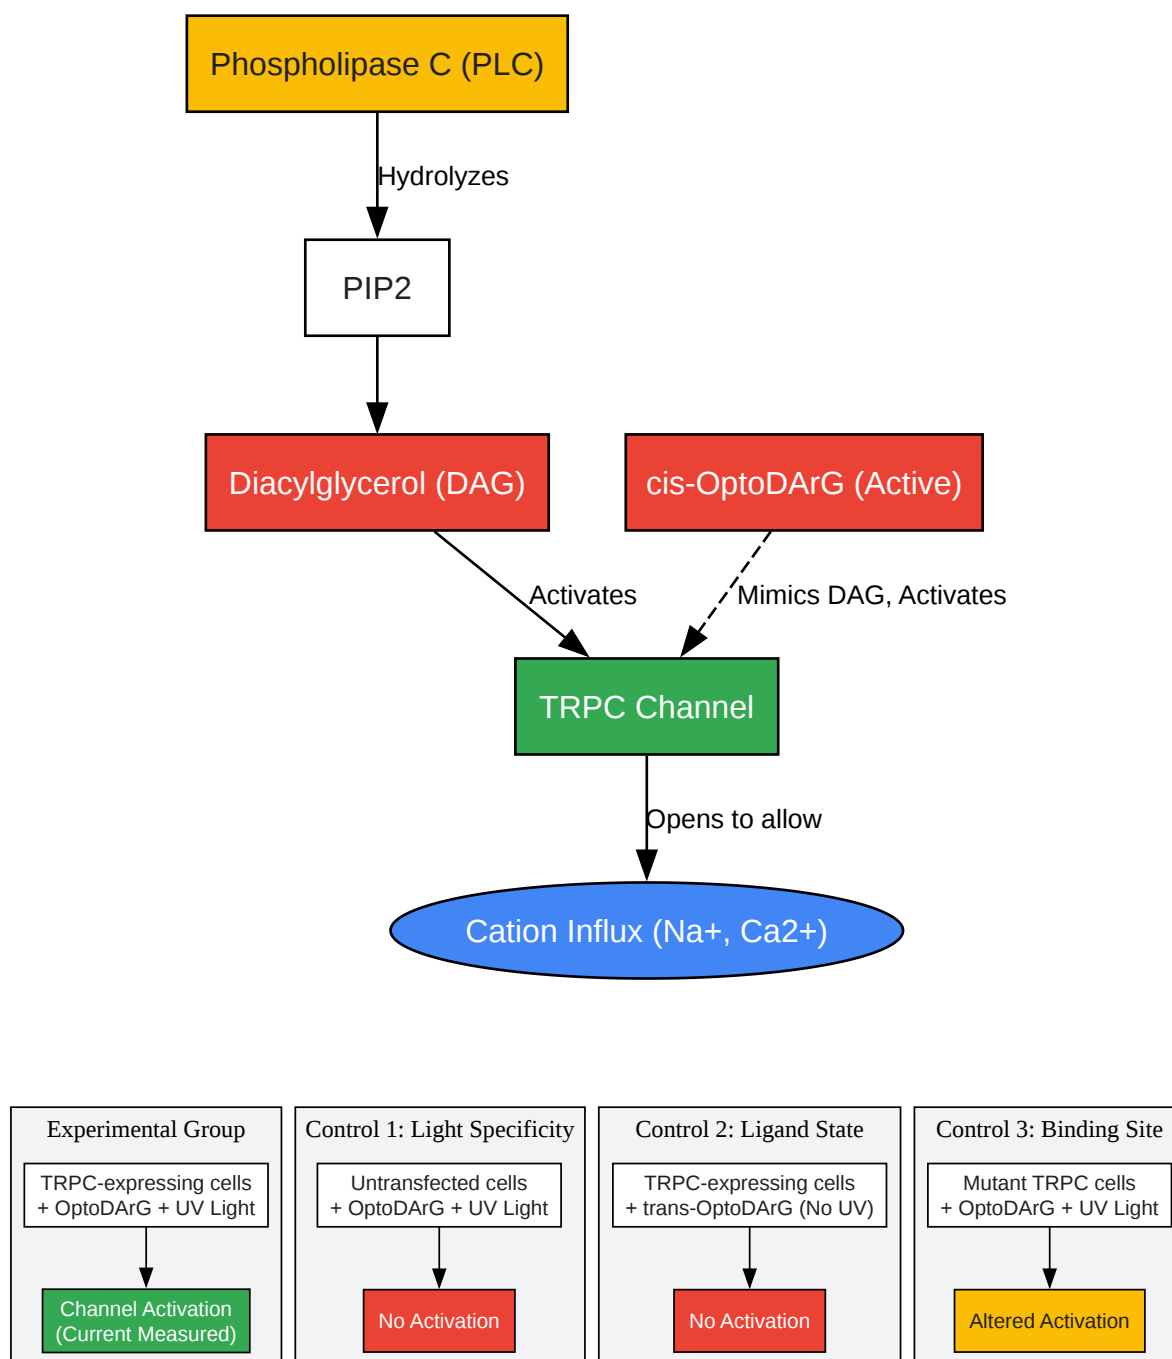 Phospholipase C (PLC)
Hydrolyzes
PIP2
Diacylglycerol (DAG)
cis-OptoDArG (Active)
Activates
Mimics DAG, Activates
TRPC Channel
Opens to allow
Cation Influx (Na+, Ca2+)
Experimental Group
TRPC-expressing cells
+ OptoDArG + UV Light
Channel Activation
(Current Measured)
Control 1: Light Specificity
Untransfected cells
+ OptoDArG + UV Light
No Activation
Control 2: Ligand State
TRPC-expressing cells
+ trans-OptoDArG (No UV)
No Activation
Control 3: Binding Site
Mutant TRPC cells
+ OptoDArG + UV Light
Altered Activation